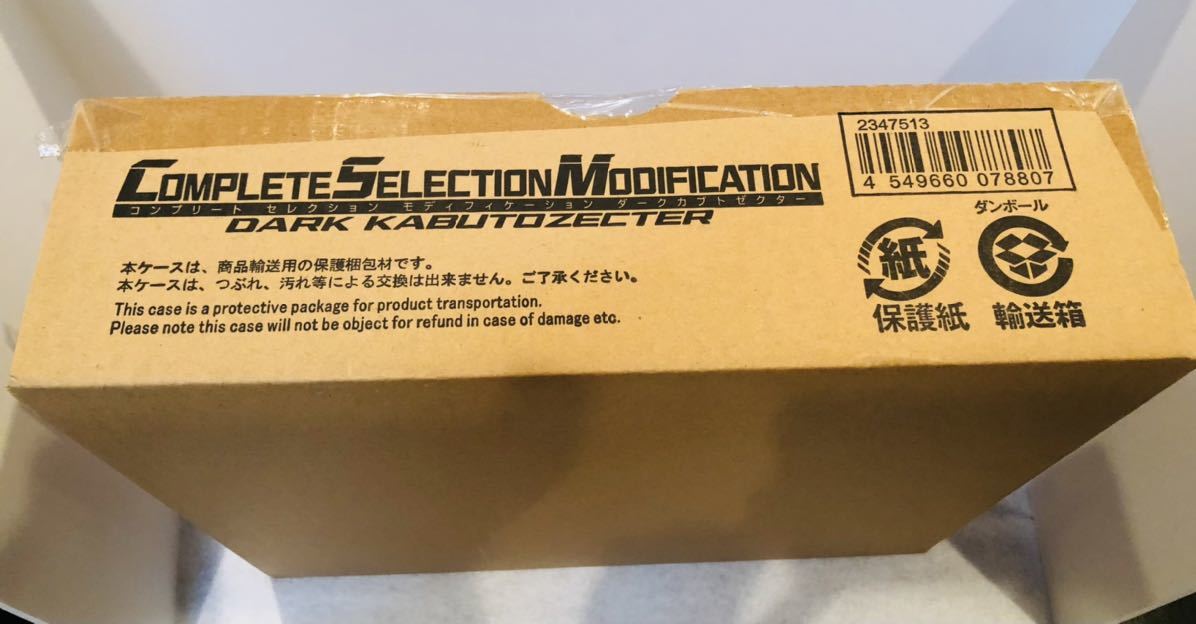 COMPLETE SELECTION MODIFICATION
コンプリート セレクション モディフィケーション ダークカブトゼクター
DARK KABUTOZECTER
本ケースは、商品輸送用の保護梱包材です。
本ケースは、つぶれ、汚れ等による交換は出来ません。ご了承ください。
This case is a protective package for product transportation.
Please note this case will not be object for refund in case of damage etc.
2347513
4 549660 078807
紙
保護紙
ダンボール
輸送箱